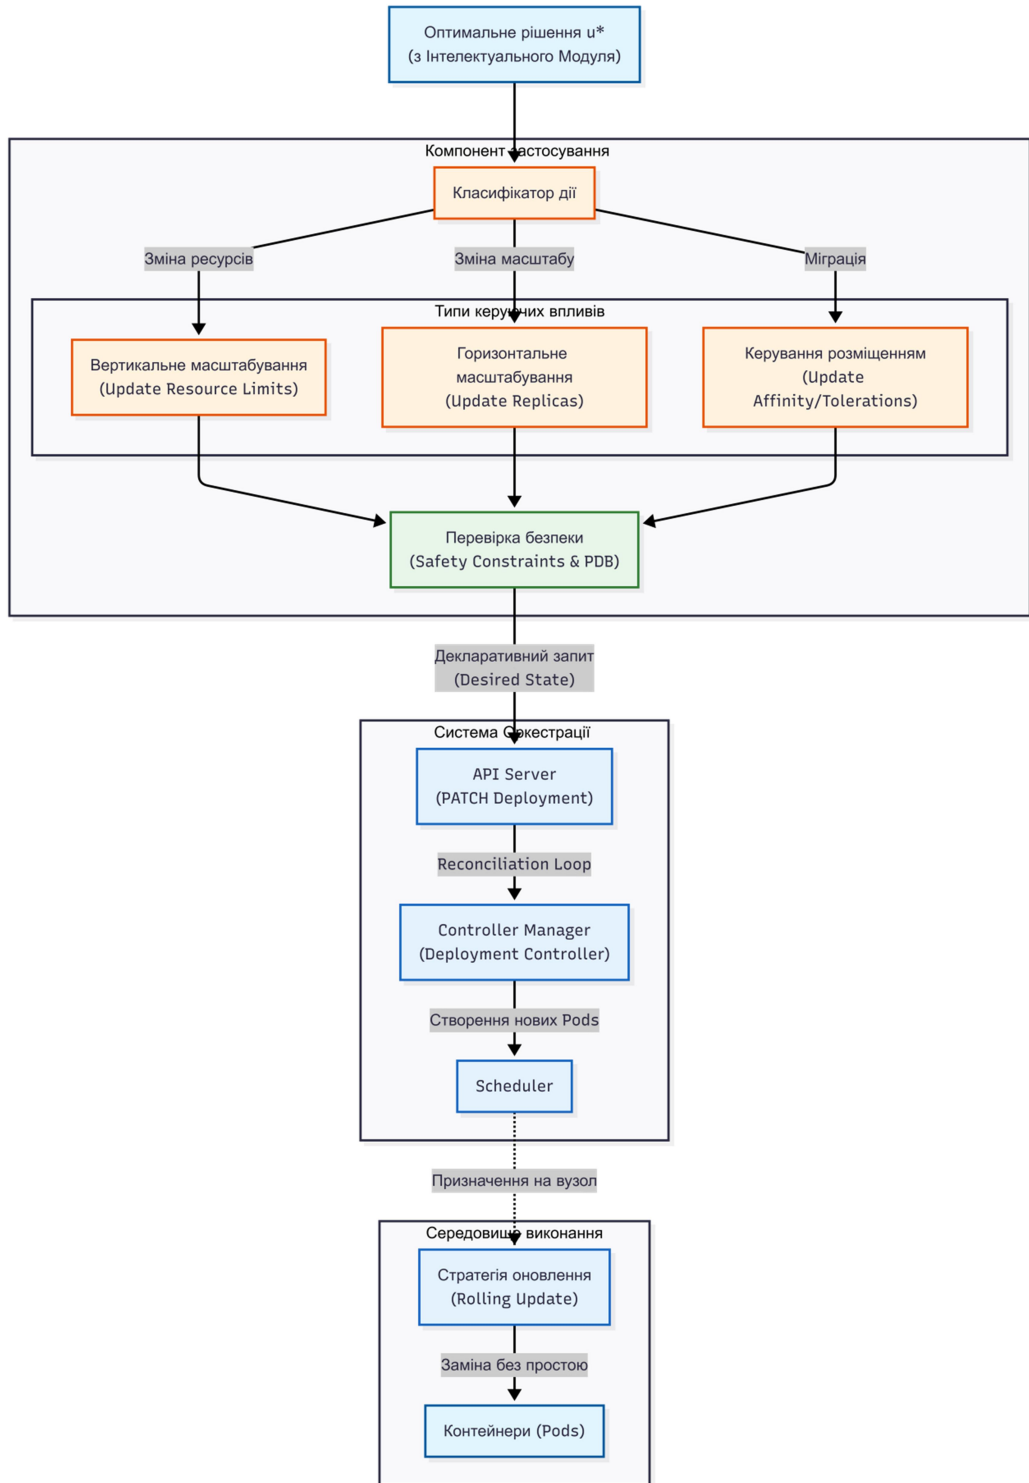 Оптимальне рішення u*
(з Інтелектуального Модуля)
Компонент застосування
Класифікатор дії
Зміна ресурсів
Зміна масштабу
Міграція
Типи керуючих впливів
Вертикальне масштабування
(Update Resource Limits)
Горизонтальне
масштабування
(Update Replicas)
Керування розміщенням
(Update
Affinity/Tolerations)
Перевірка безпеки
(Safety Constraints & PDB)
Декларативний запит
(Desired State)
Система Оркестрації
API Server
(PATCH Deployment)
Reconciliation Loop
Controller Manager
(Deployment Controller)
Створення нових Pods
Scheduler
Призначення на вузол
Середовище виконання
Стратегія оновлення
(Rolling Update)
Заміна без простою
Контейнери (Pods)